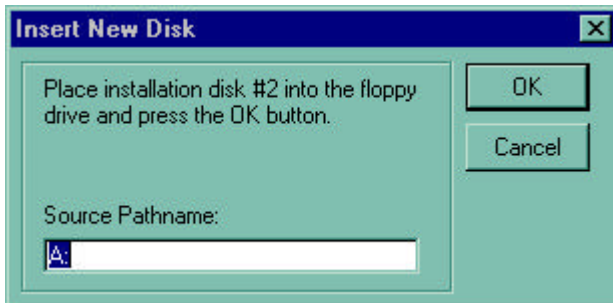 Insert New Disk
Place installation disk #2 into the floppy
drive and press the OK button.
OK
Cancel
Source Pathname:
A: